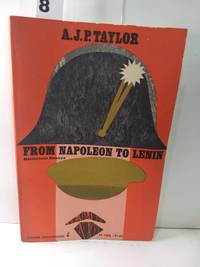 8
A.J.P. TAYLOR
FROM NAPOLEON TO LENIN
Historical Essays